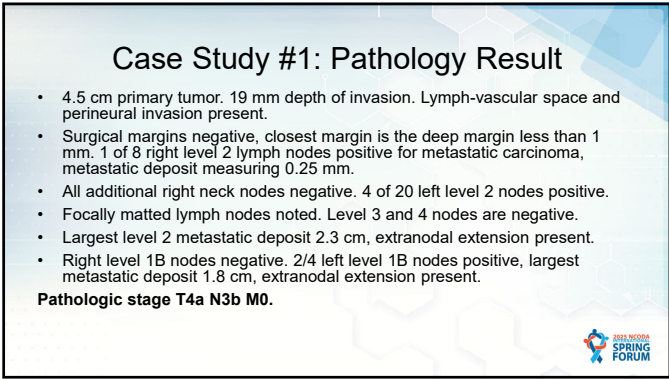 Case Study #1: Pathology Result
• 4.5 cm primary tumor. 19 mm depth of invasion. Lymph-vascular space and
perineural invasion present.
• Surgical margins negative, closest margin is the deep margin less than 1
mm. 1 of 8 right level 2 lymph nodes positive for metastatic carcinoma,
metastatic deposit measuring 0.25 mm.
• All additional right neck nodes negative. 4 of 20 left level 2 nodes positive.
• Focally matted lymph nodes noted. Level 3 and 4 nodes are negative.
• Largest level 2 metastatic deposit 2.3 cm, extranodal extension present.
• Right level 1B nodes negative. 2/4 left level 1B nodes positive, largest
metastatic deposit 1.8 cm, extranodal extension present.
Pathologic stage T4a N3b M0.
2025 NCODA
INTERNATIONAL
SPRING
FORUM